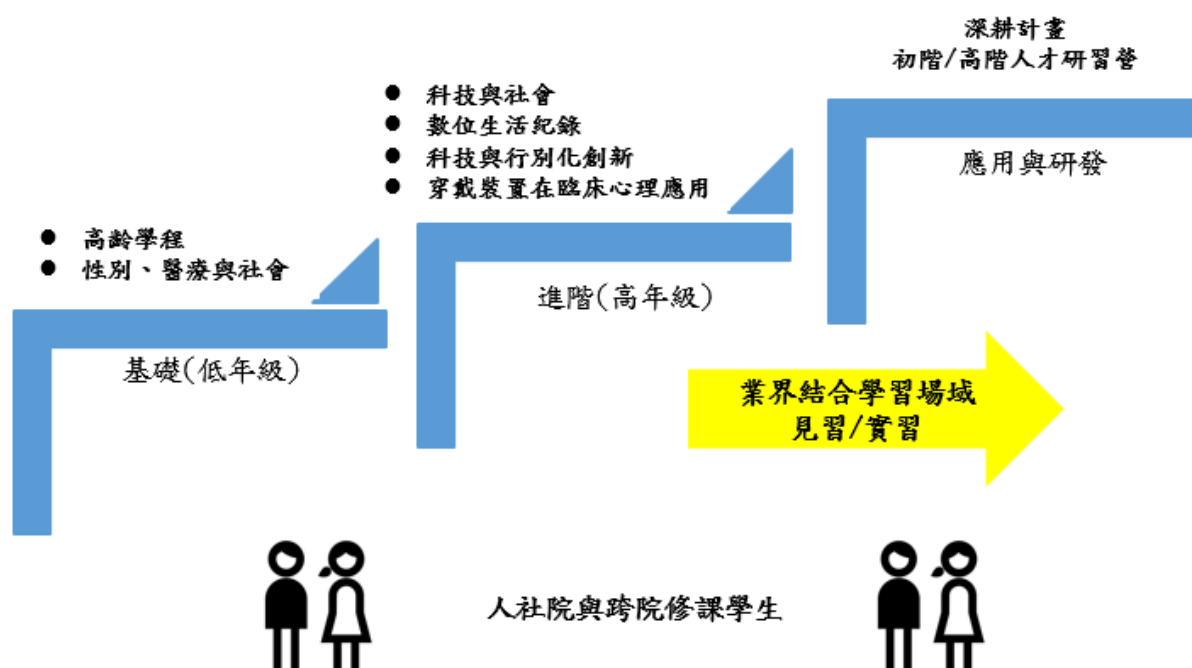 深耕計畫
初階/高階人才研習營
應用與研發
● 科技與社會
● 數位生活紀錄
● 科技與行別化創新
● 穿戴裝置在臨床心理應用
進階(高年級)
● 高齡學程
● 性別、醫療與社會
基礎(低年級)
業界結合學習場域
見習/實習
人社院與跨院修課學生